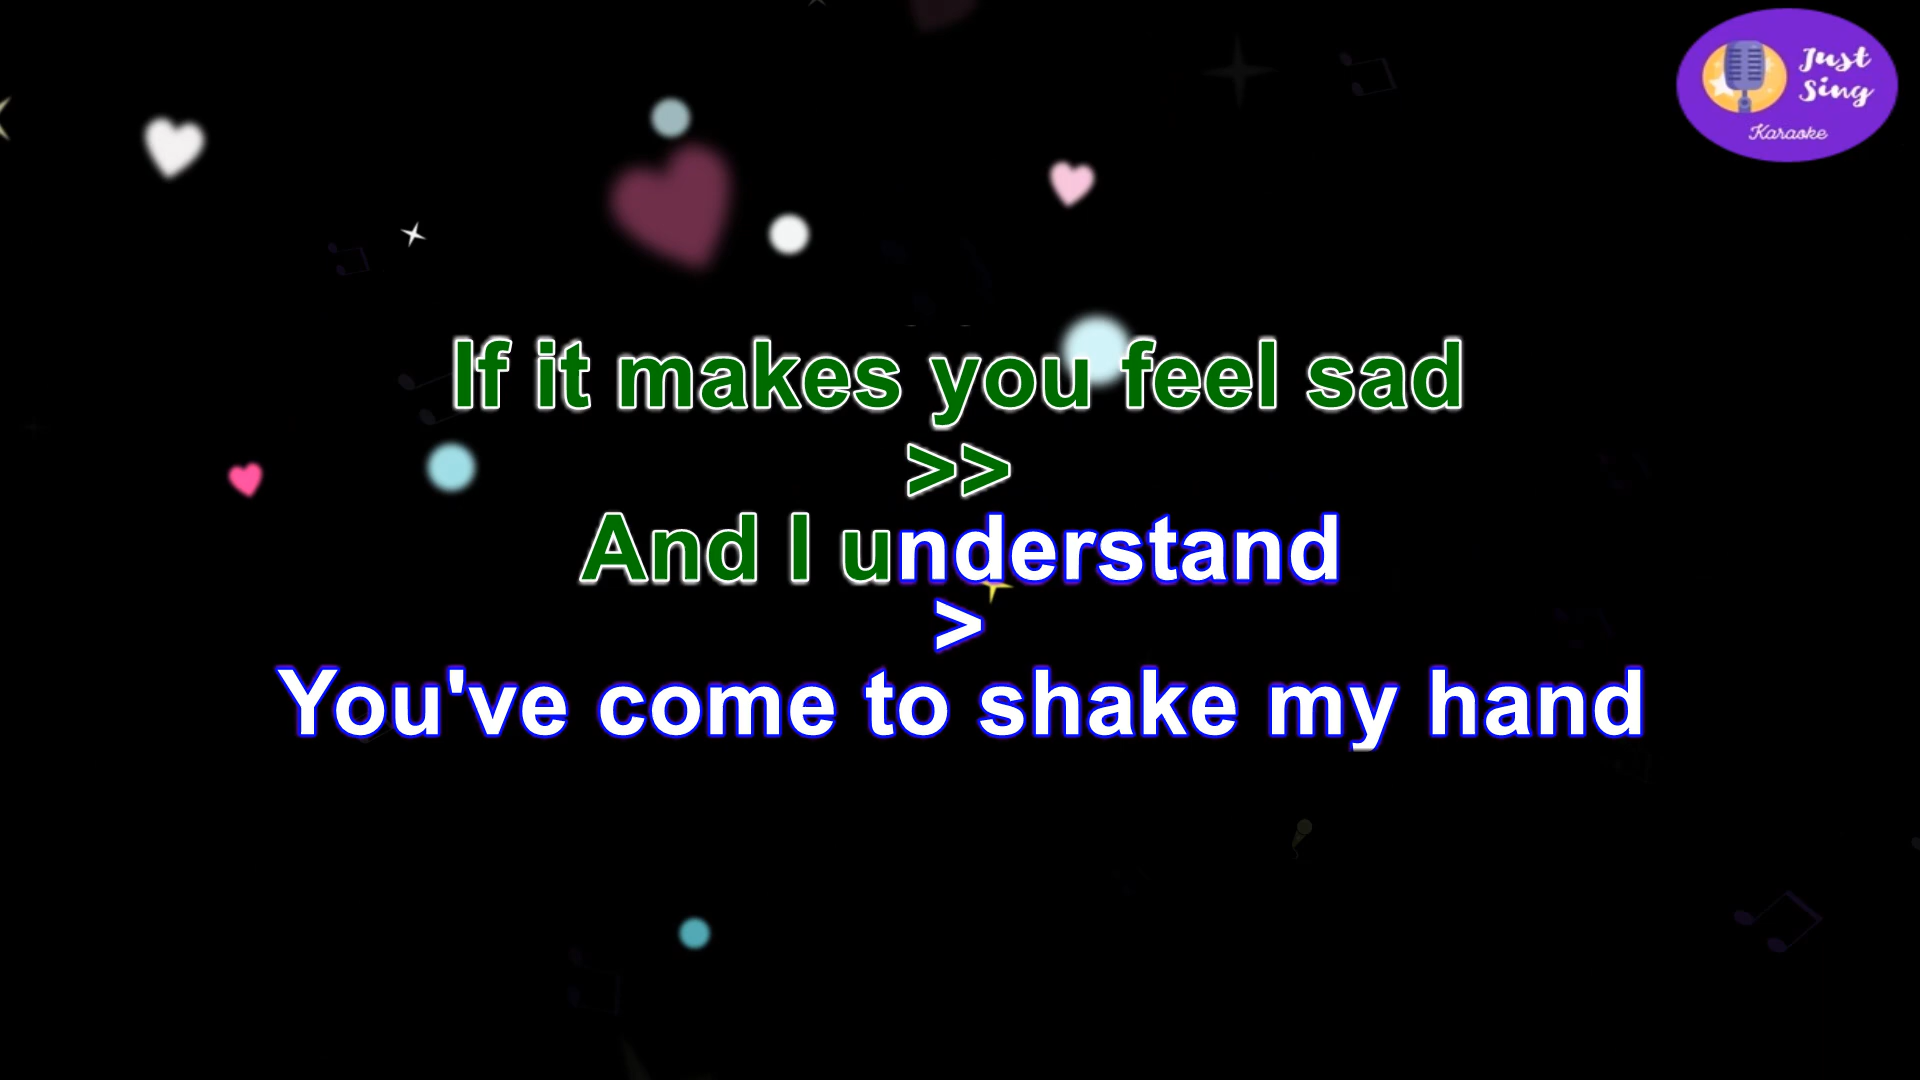 Just
Sing
Karaoke
If it makes you feel sad
>>
And I understand
>
You've come to shake my hand